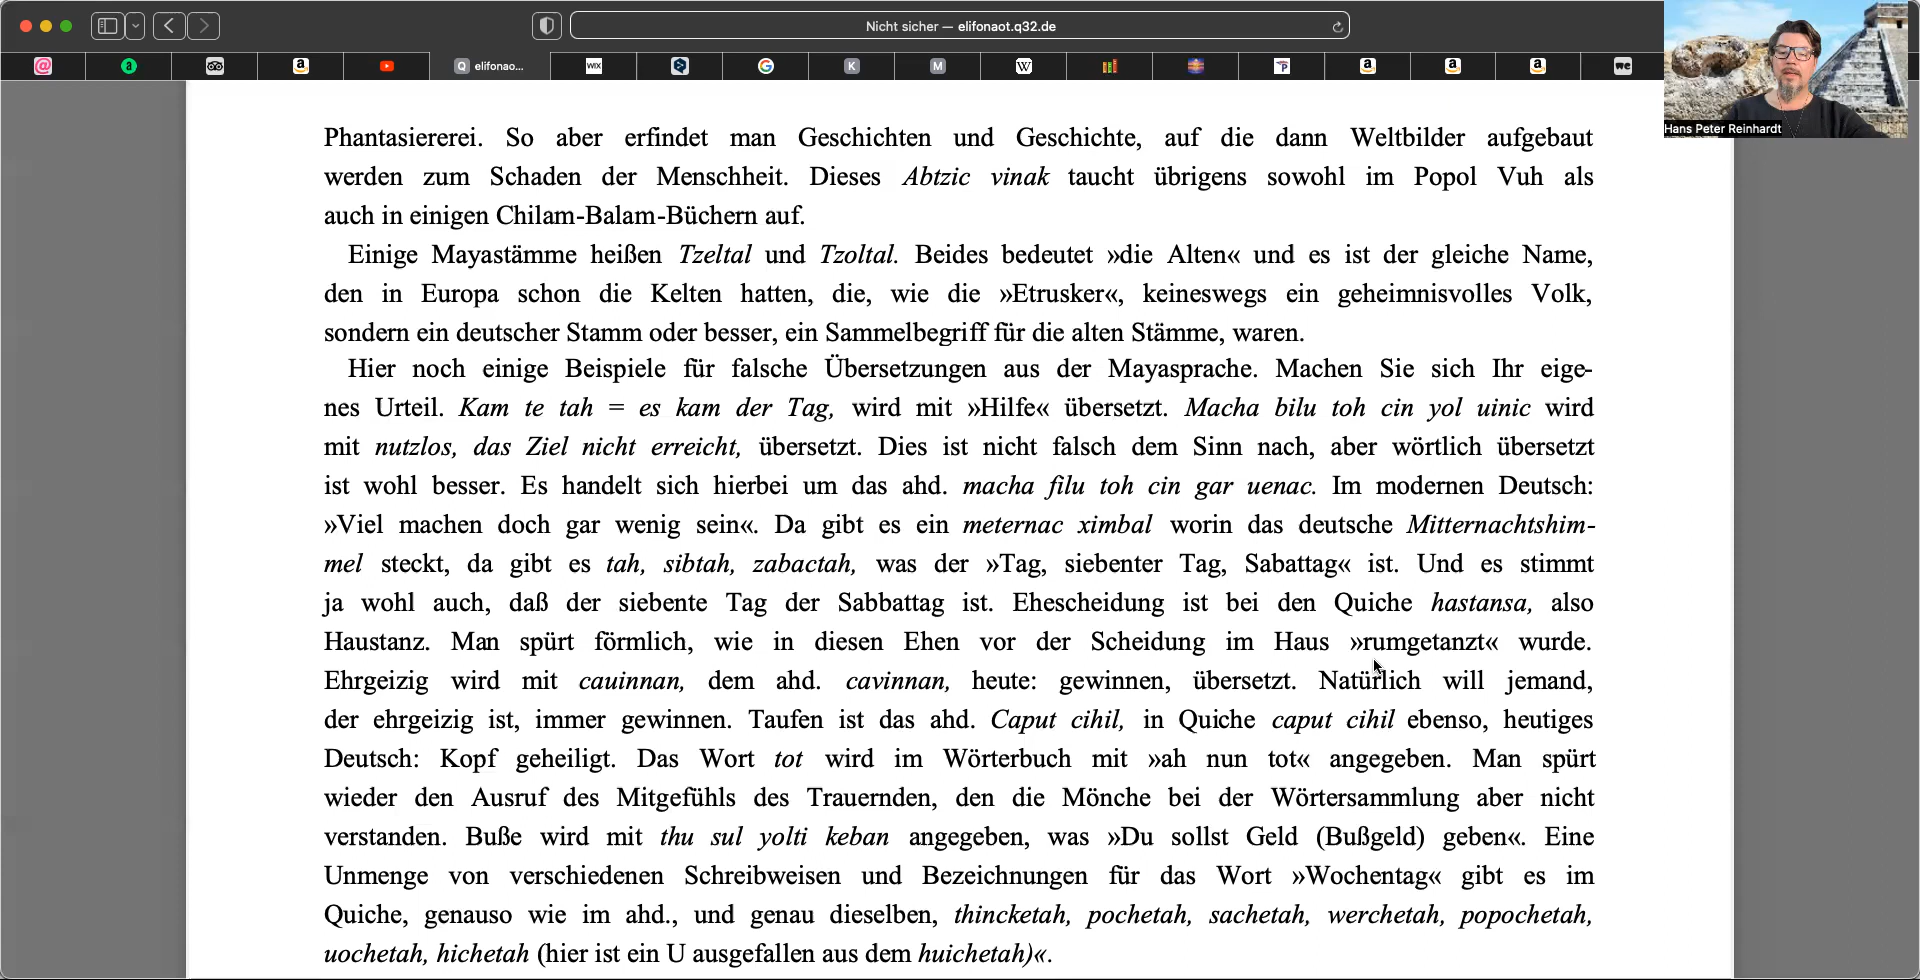 Nicht sicher — elifonaot.q32.de
elifonao...
Hans Peter Reinhardt
Phantasiererei. So aber erfindet man Geschichten und Geschichte, auf die dann Weltbilder aufgebaut
werden zum Schaden der Menschheit. Dieses Abtzic vinak taucht übrigens sowohl im Popol Vuh als
auch in einigen Chilam-Balam-Büchern auf.
Einige Mayastämme heißen Tzeltal und Tzoltal. Beides bedeutet »die Alten« und es ist der gleiche Name,
den in Europa schon die Kelten hatten, die, wie die »Etrusker«, keineswegs ein geheimnisvolles Volk,
sondern ein deutscher Stamm oder besser, ein Sammelbegriff für die alten Stämme, waren.
Hier noch einige Beispiele für falsche Übersetzungen aus der Mayasprache. Machen Sie sich Ihr eige-
nes Urteil. Kam te tah = es kam der Tag, wird mit »Hilfe« übersetzt. Macha bilu toh cin yol uinic wird
mit nutzlos, das Ziel nicht erreicht, übersetzt. Dies ist nicht falsch dem Sinn nach, aber wörtlich übersetzt
ist wohl besser. Es handelt sich hierbei um das ahd. macha filu toh cin gar uenac. Im modernen Deutsch:
»Viel machen doch gar wenig sein«. Da gibt es ein meternac ximbal worin das deutsche Mitternachtshim-
mel steckt, da gibt es tah, sibtah, zabactah, was der »Tag, siebenter Tag, Sabattag« ist. Und es stimmt
ja wohl auch, daß der siebente Tag der Sabbattag ist. Ehescheidung ist bei den Quiche hastansa, also
Haustanz. Man spürt förmlich, wie in diesen Ehen vor der Scheidung im Haus »rumgetanzt« wurde.
Ehrgeizig wird mit cauinnan, dem ahd. cavinnan, heute: gewinnen, übersetzt. Natürlich will jemand,
der ehrgeizig ist, immer gewinnen. Taufen ist das ahd. Caput cihil, in Quiche caput cihil ebenso, heutiges
Deutsch: Kopf geheiligt. Das Wort tot wird im Wörterbuch mit »ah nun tot« angegeben. Man spürt
wieder den Ausruf des Mitgefühls des Trauernden, den die Mönche bei der Wörtersammlung aber nicht
verstanden. Buße wird mit thu sul yolti keban angegeben, was »Du sollst Geld (Bußgeld) geben«. Eine
Unmenge von verschiedenen Schreibweisen und Bezeichnungen für das Wort »Wochentag« gibt es im
Quiche, genauso wie im ahd., und genau dieselben, thincketah, pochetah, sachetah, werchetah, popochetah,
uochetah, hichetah (hier ist ein U ausgefallen aus dem huichetah)«.